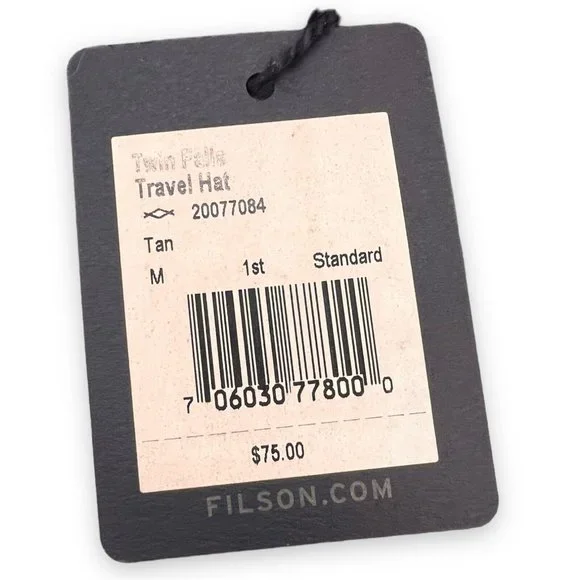 Twin Falls
Travel Hat
20077084
Tan
M 1st Standard
7 06030 77800 0
$75.00
FILSON.COM